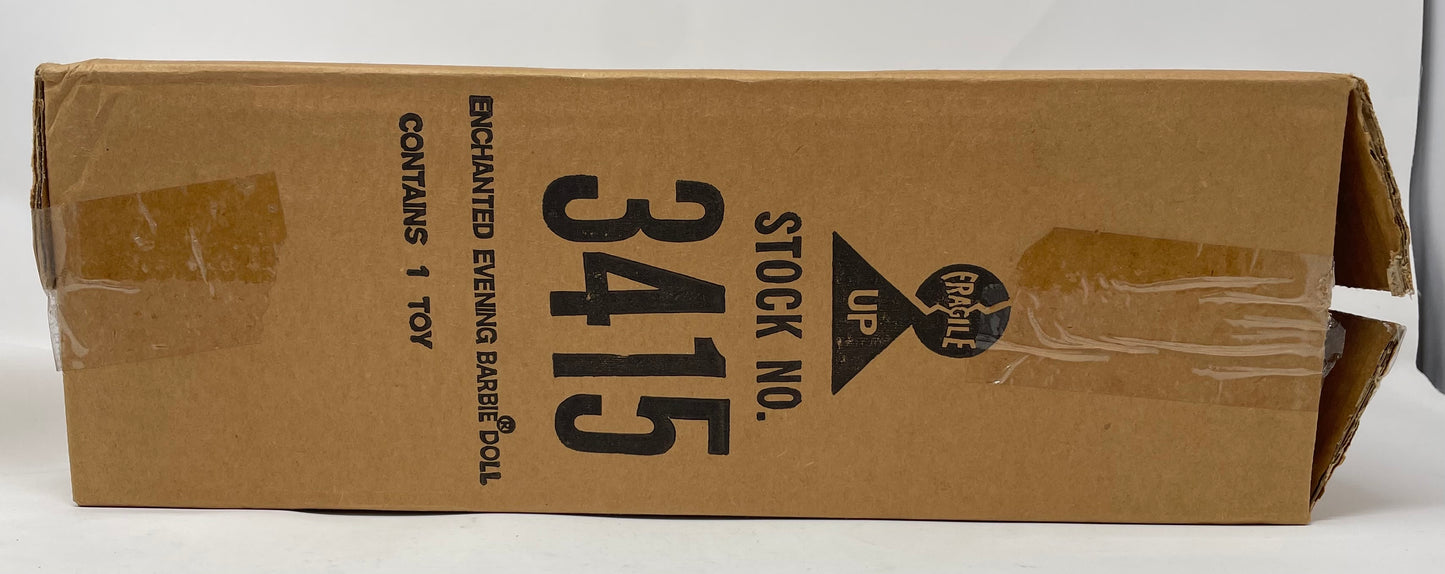 FRAGILE
UP
STOCK NO.
3415
ENCHANTED EVENING BARBIE® DOLL
CONTAINS 1 TOY